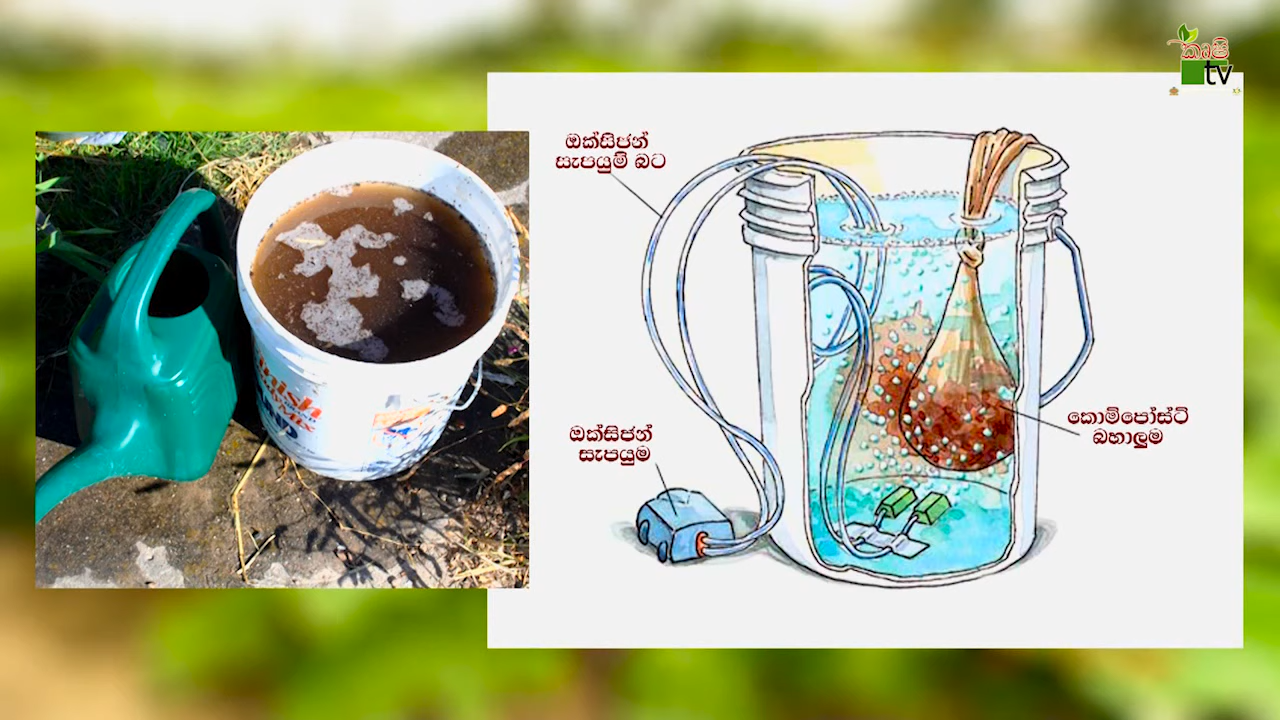 කෘෂි
tv
ඔක්සිජන්
සැපයුම් බට
ඔක්සිජන්
සැපයුම
කොම්පෝස්ට්
බහාලුම